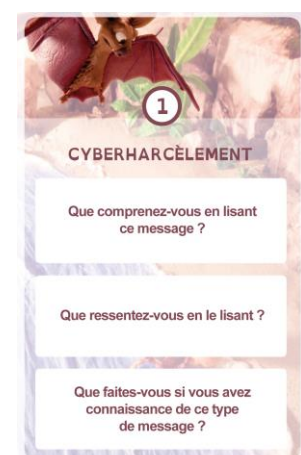 1
CYBERHARCÈLEMENT
Que comprenez-vous en lisant
ce message ?
Que ressentez-vous en le lisant ?
Que faites-vous si vous avez
connaissance de ce type
de message ?